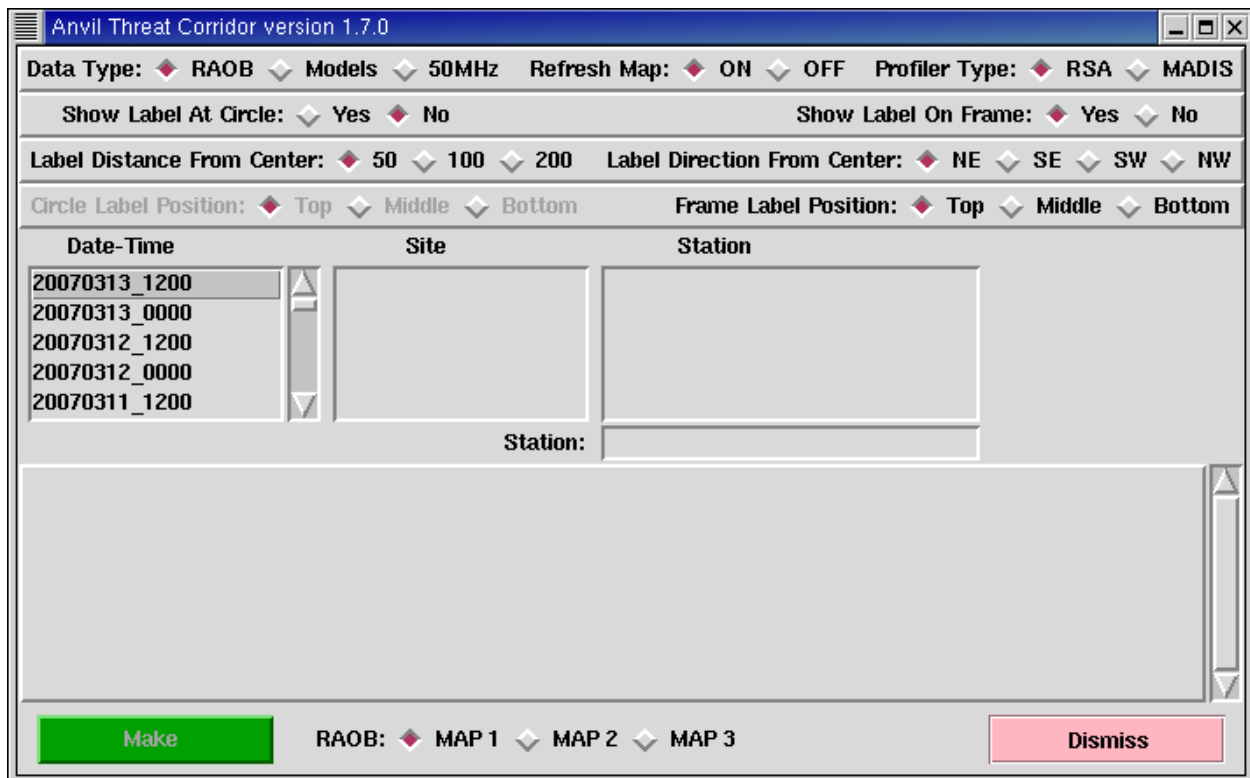 Anvil Threat Corridor version 1.7.0
Data Type: RAOB Models 50MHz Refresh Map: ON OFF Profiler Type: RSA MADIS
Show Label At Circle: Yes No Show Label On Frame: Yes No
Label Distance From Center: 50 100 200 Label Direction From Center: NE SE SW NW
Circle Label Position: Top Middle Bottom Frame Label Position: Top Middle Bottom
Date-Time Site Station
20070313_1200
20070313_0000
20070312_1200
20070312_0000
20070311_1200
Station:
Make RAOB: MAP 1 MAP 2 MAP 3 Dismiss